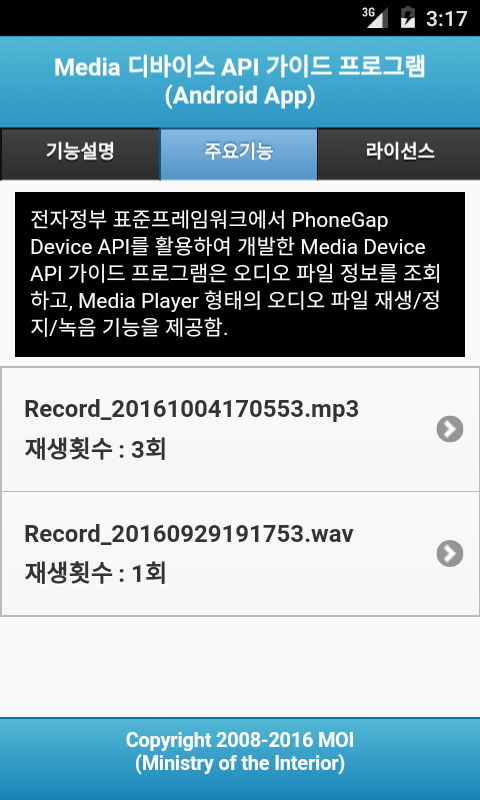 3G 3:17
Media 디바이스 API 가이드 프로그램
(Android App)
기능설명 주요기능 라이선스
전자정부 표준프레임워크에서 PhoneGap
Device API를 활용하여 개발한 Media Device
API 가이드 프로그램은 오디오 파일 정보를 조회
하고, Media Player 형태의 오디오 파일 재생/정
지/녹음 기능을 제공함.
Record_20161004170553.mp3
재생횟수 : 3회
Record_20160929191753.wav
재생횟수 : 1회
Copyright 2008-2016 MOI
(Ministry of the Interior)